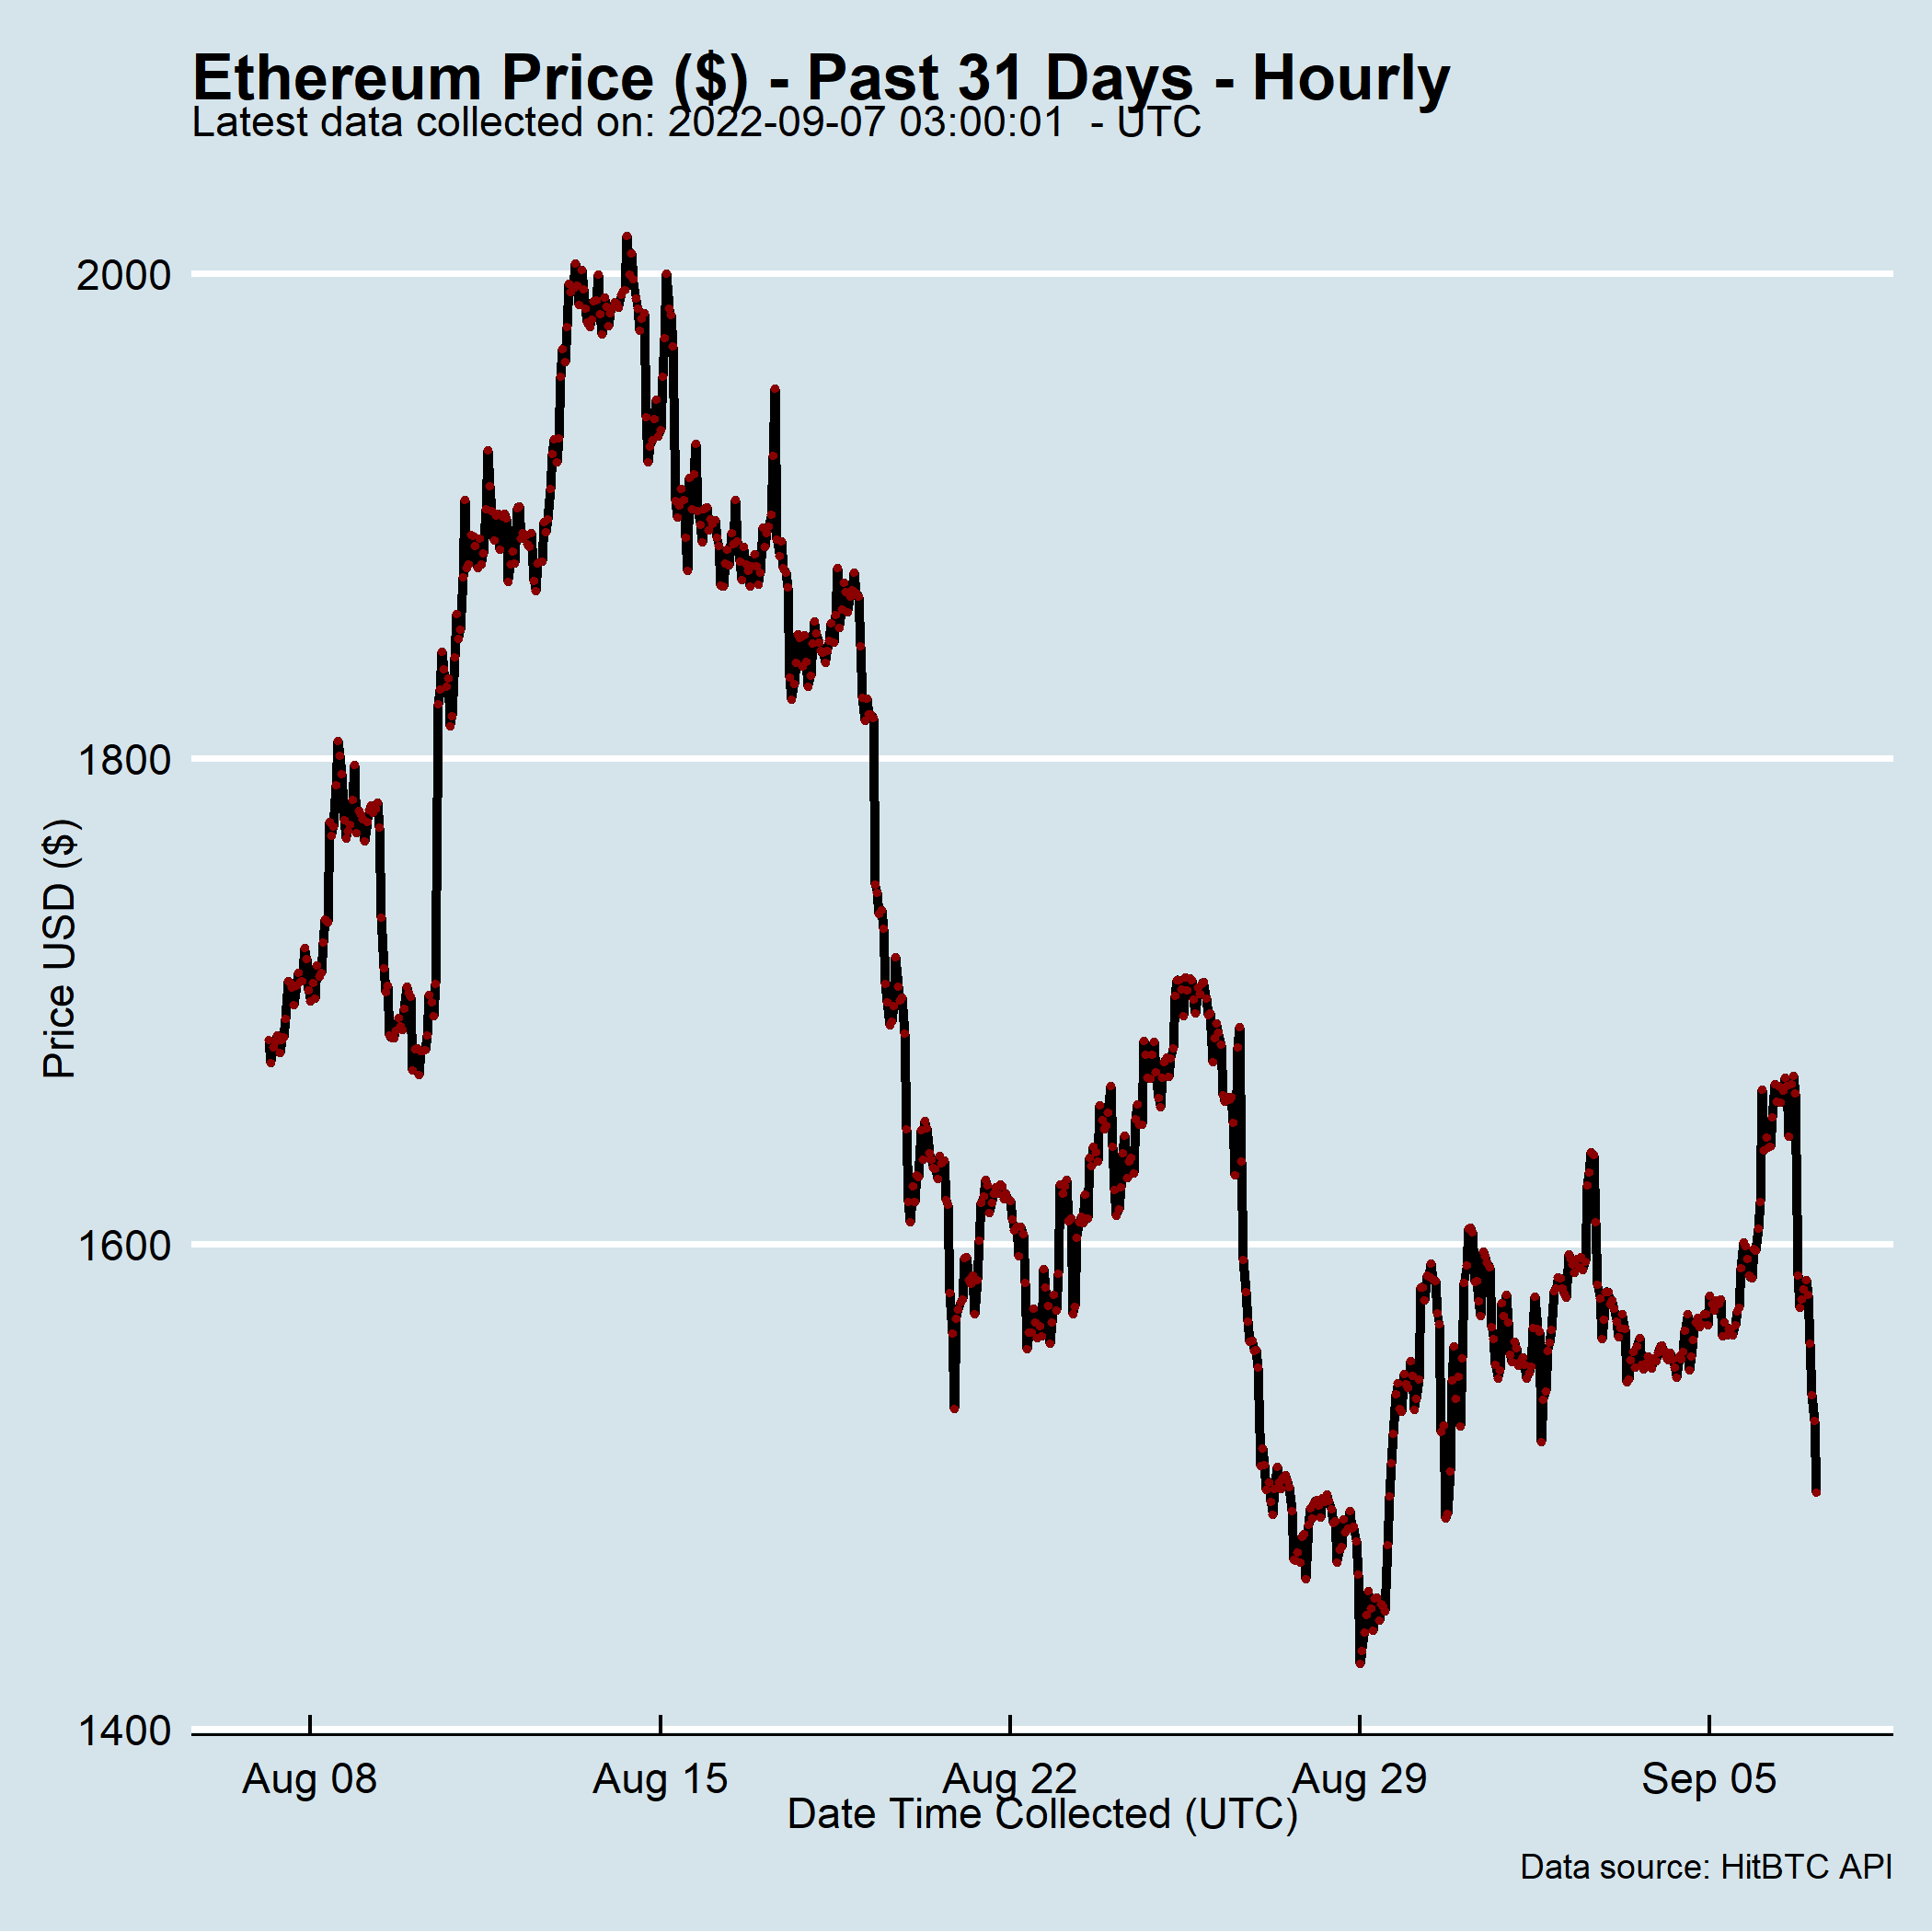 Ethereum Price ($) - Past 31 Days - Hourly
Latest data collected on: 2022-09-07 03:00:01  - UTC
2000
1800
1600
1400
Price USD ($)
Aug 08 Aug 15 Aug 22 Aug 29 Sep 05
Date Time Collected (UTC)
Data source: HitBTC API